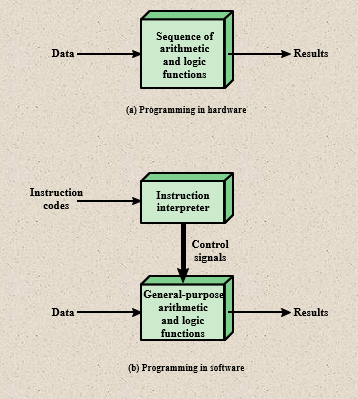 Sequence of
arithmetic
and logic
functions
Data
Results
(a) Programming in hardware
Instruction
codes
Instruction
interpreter
Control
signals
General-purpose
arithmetic
and logic
functions
Data
Results
(b) Programming in software